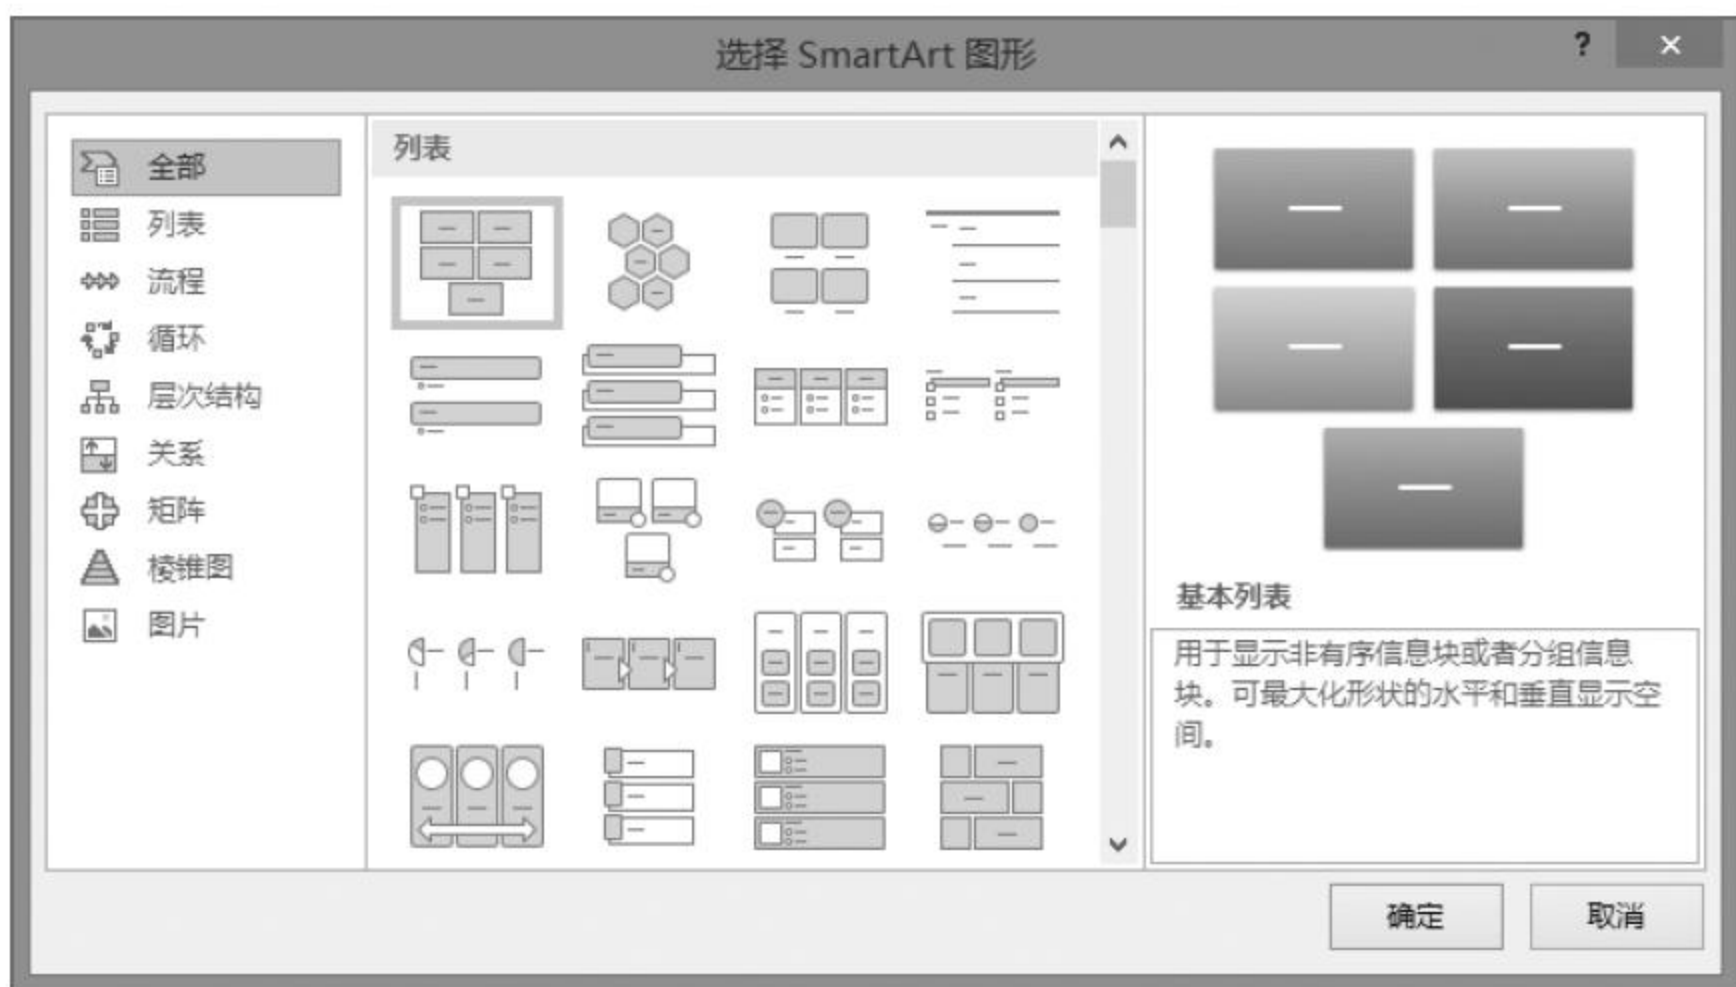 选择 SmartArt 图形
?
全部
列表
流程
循环
层次结构
关系
矩阵
棱锥图
图片
列表
基本列表
用于显示非有序信息块或者分组信息
块。可最大化形状的水平和垂直显示空
间。
确定
取消